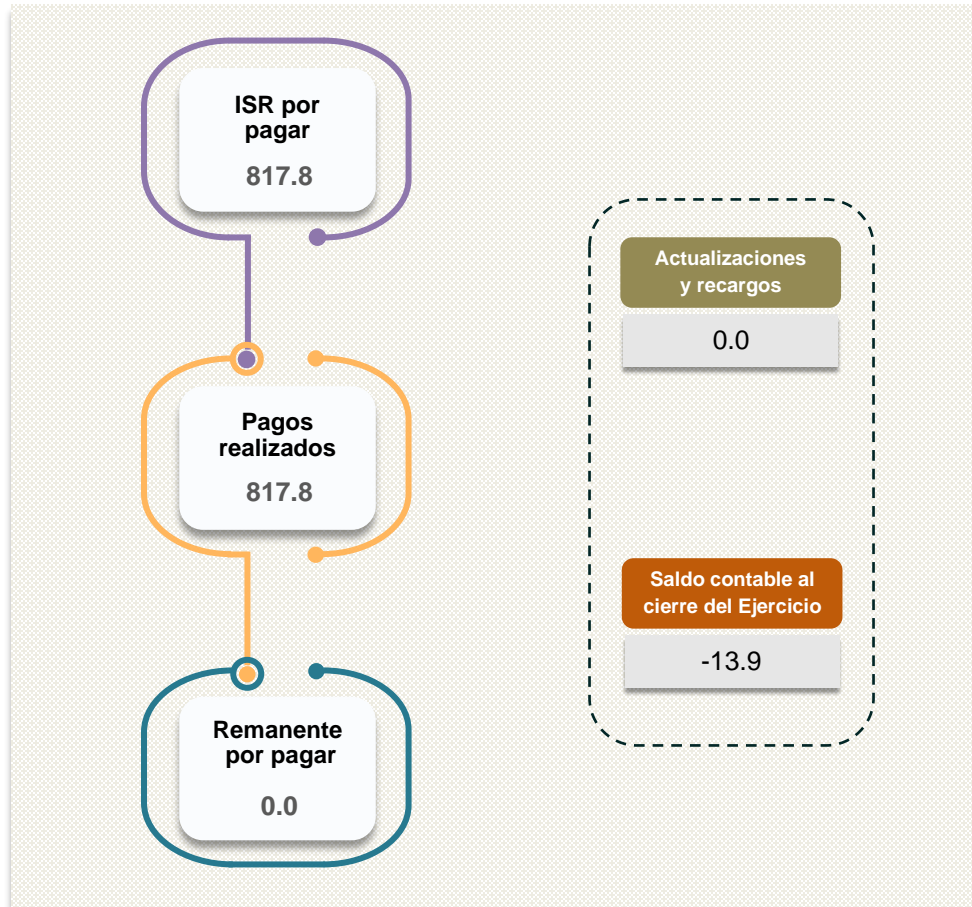 ISR por
pagar
817.8
Pagos
realizados
817.8
Remanente
por pagar
0.0
Actualizaciones
y recargos
0.0
Saldo contable al
cierre del Ejercicio
-13.9